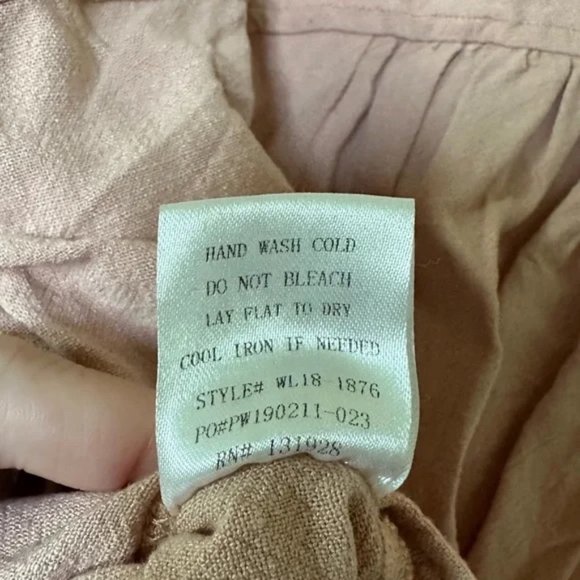 HAND WASH COLD
DO NOT BLEACH
LAY FLAT TO DRY
COOL IRON IF NEEDED
STYLE# WL18-1876
PO#PW190211-023
RN# 131928